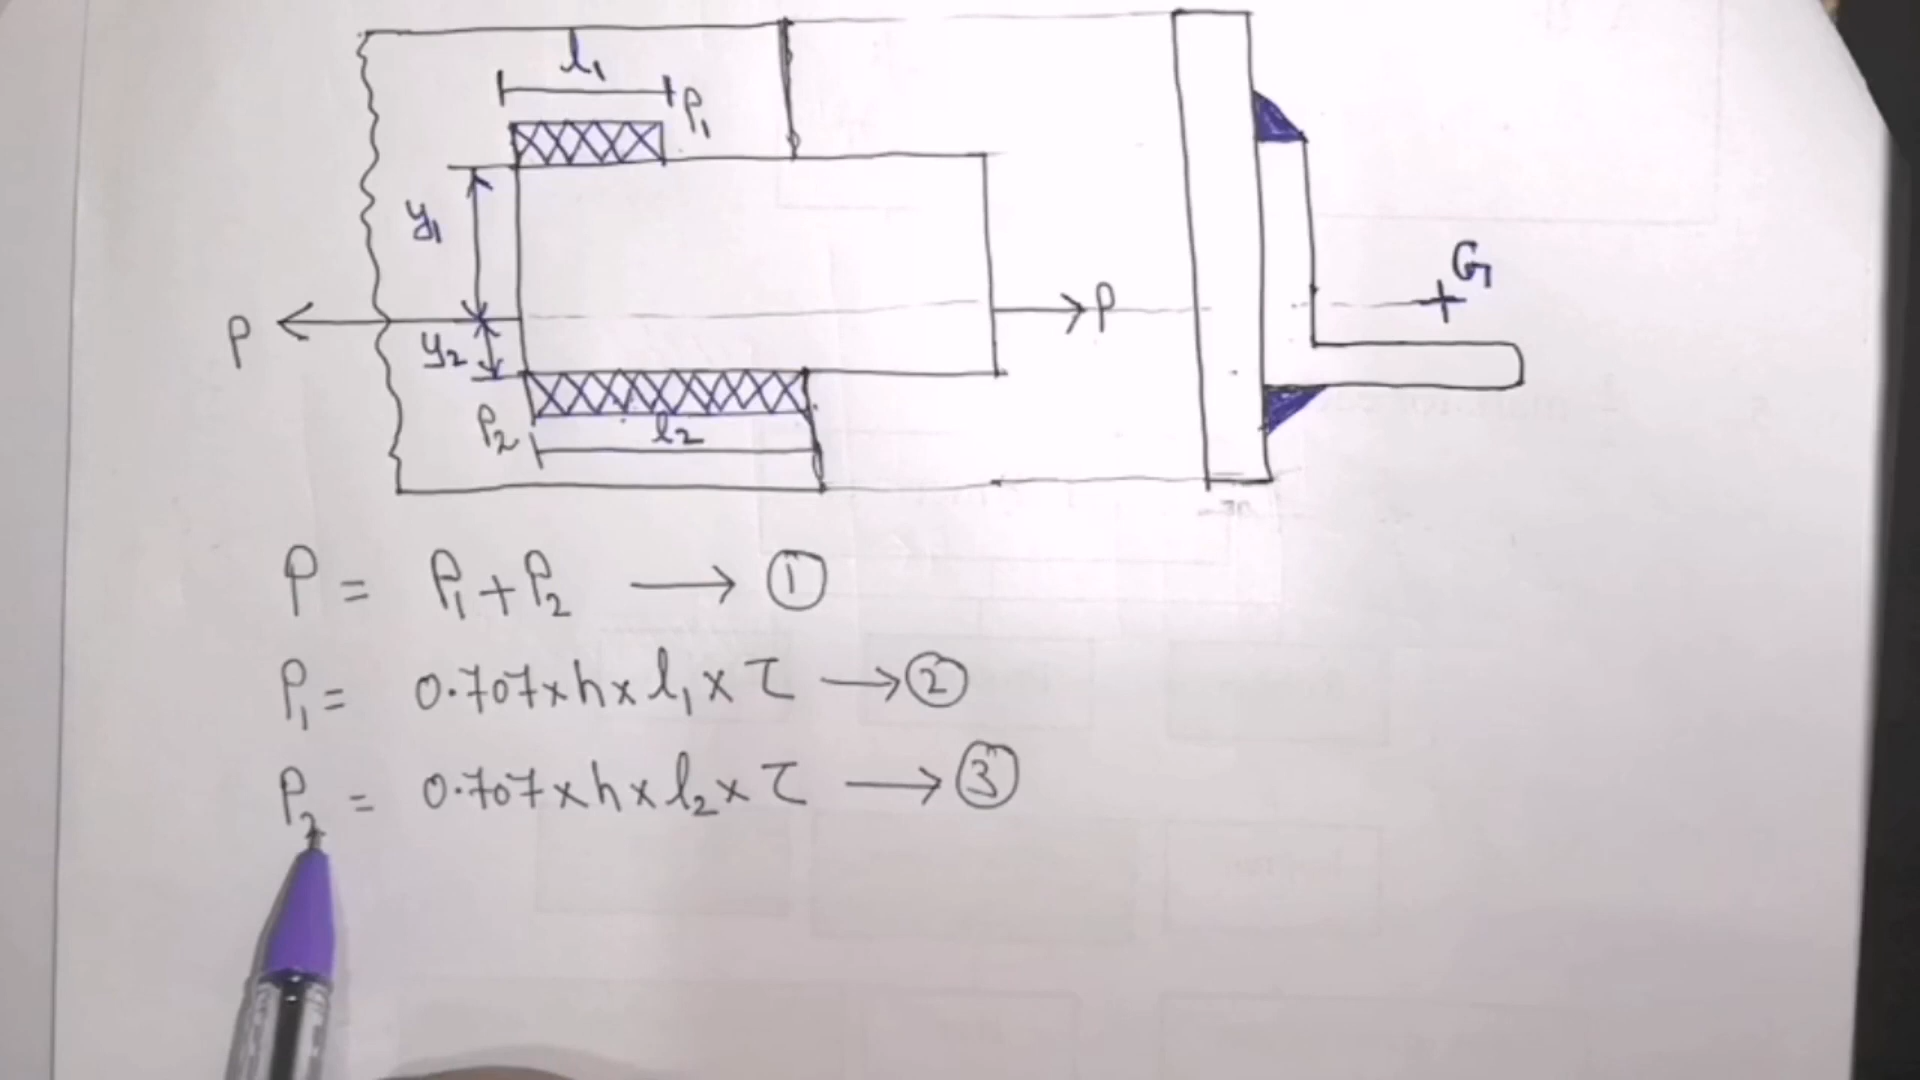 l₁
P₁
y₁
G
P
P
y₂
P₂
l₂
P = P₁ + P₂ → ①
P₁ = 0.707 × h × l₁ × τ → ②
P₂ = 0.707 × h × l₂ × τ → ③